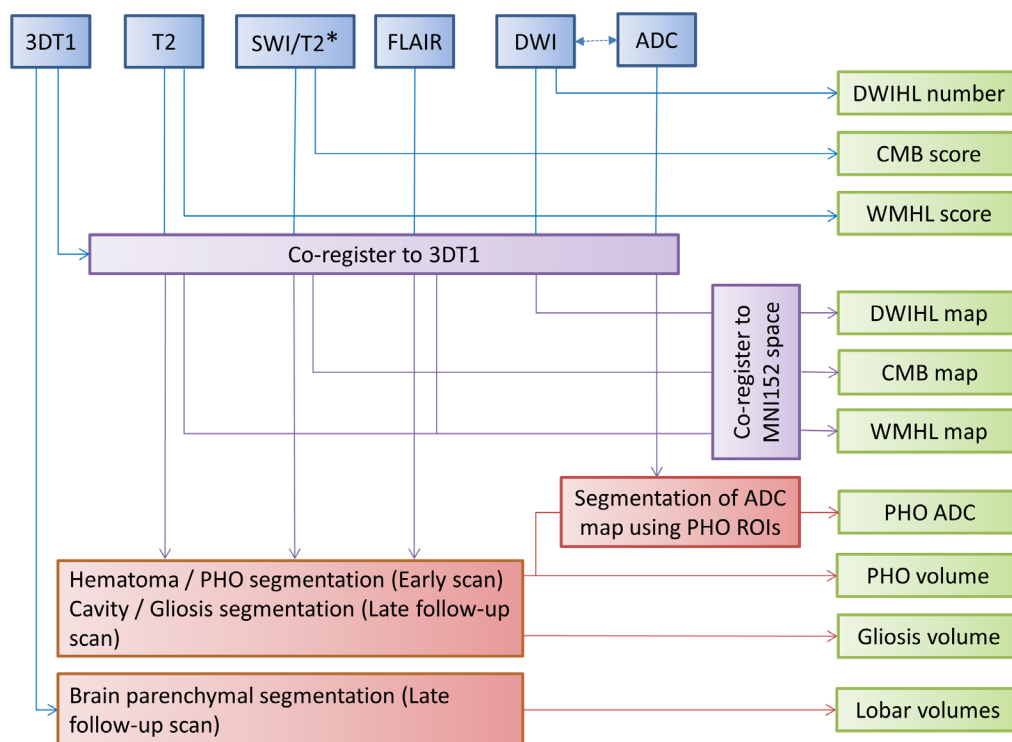 3DT1
T2
SWI/T2*
FLAIR
DWI
ADC
DWIHL number
CMB score
WMHL score
Co-register to 3DT1
Co-register to
MNI152 space
DWIHL map
CMB map
WMHL map
Segmentation of ADC
map using PHO ROIs
PHO ADC
Hematoma / PHO segmentation (Early scan)
Cavity / Gliosis segmentation (Late follow-up
scan)
PHO volume
Gliosis volume
Brain parenchymal segmentation (Late
follow-up scan)
Lobar volumes